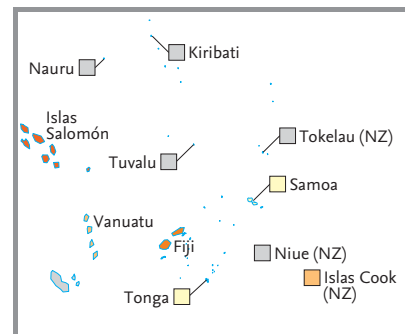 Kiribati
Nauru
Islas
Salomón
Tokelau (NZ)
Tuvalu
Samoa
Vanuatu
Fiji
Niue (NZ)
Islas Cook
(NZ)
Tonga